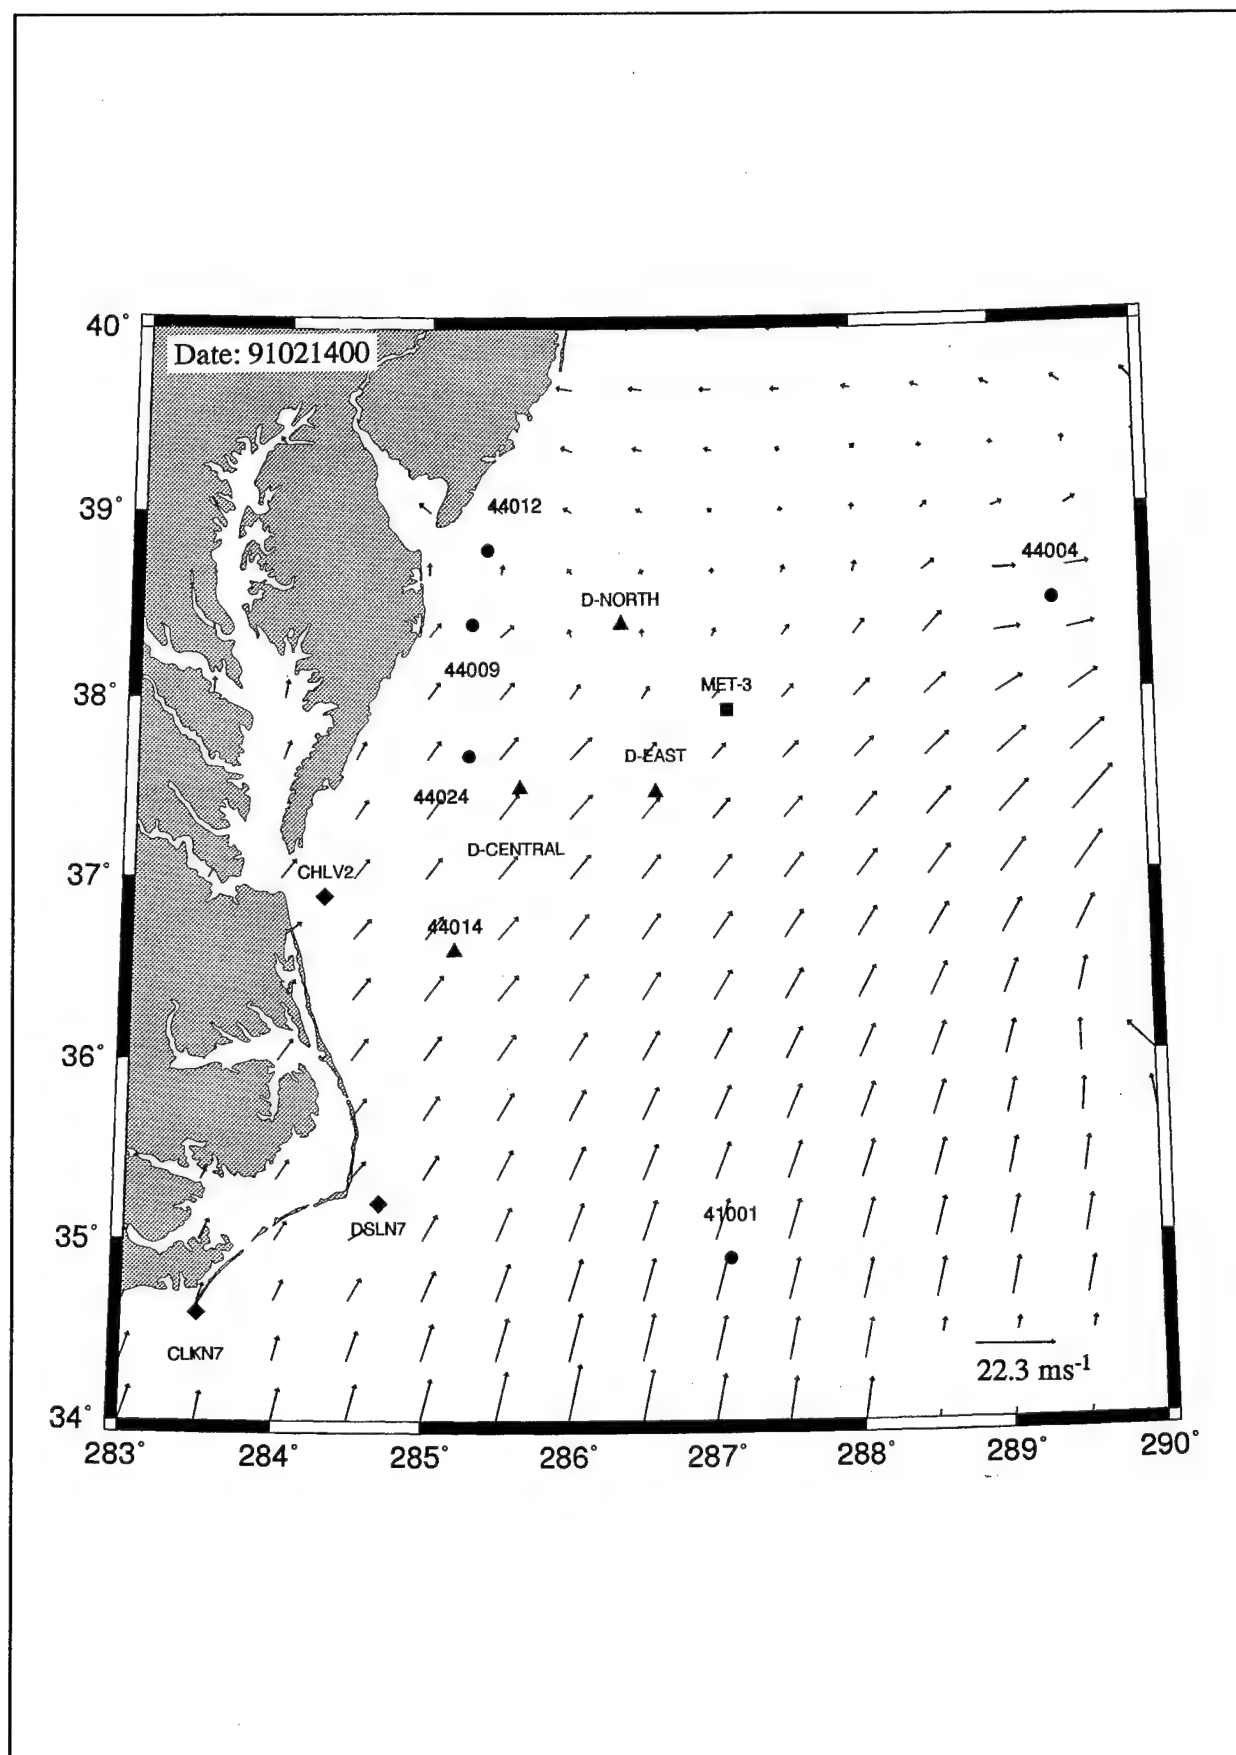 40°
Date: 91021400
44012
39°
44004
D-NORTH
44009
38°
MET-3
D-EAST
44024
D-CENTRAL
37°
CHLV2
44014
36°
41001
35°
DSLN7
CLKN7
22.3 ms⁻¹
34°
283° 284° 285° 286° 287° 288° 289° 290°